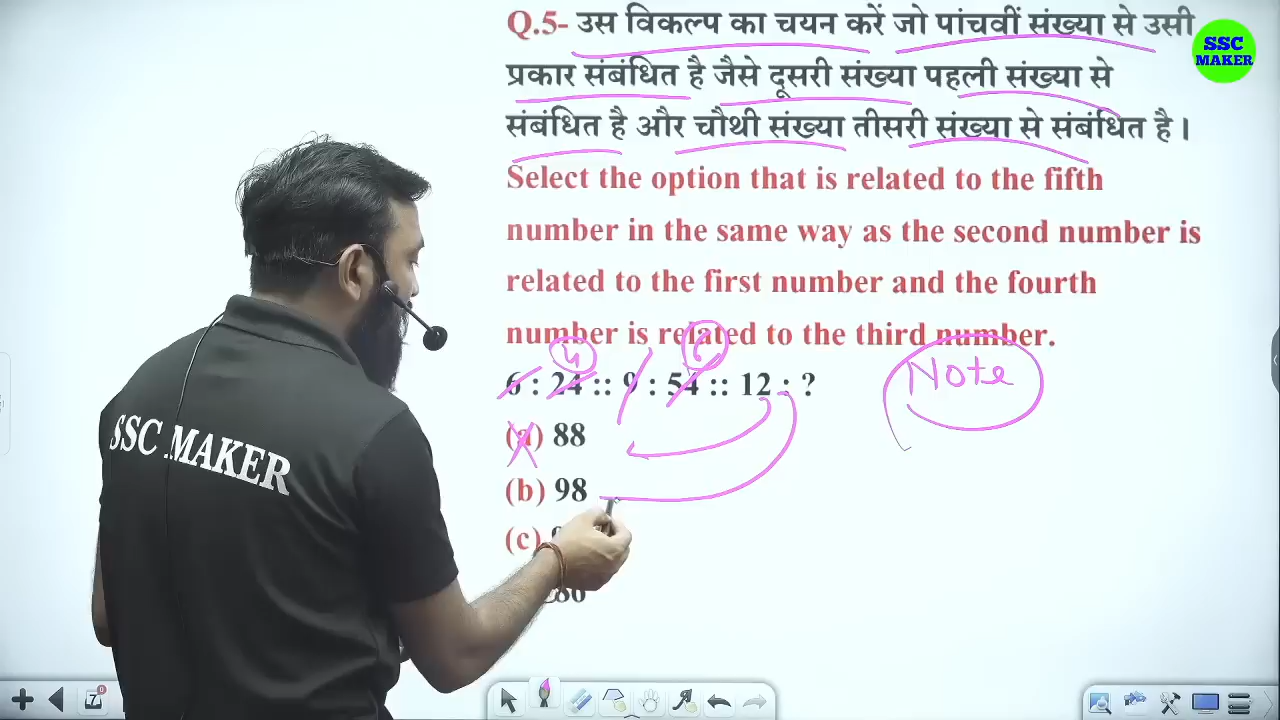 Q.5- उस विकल्प का चयन करें जो पांचवीं संख्या से उसी
प्रकार संबंधित है जैसे दूसरी संख्या पहली संख्या से
संबंधित है और चौथी संख्या तीसरी संख्या से संबंधित है।
SSC
MAKER
Select the option that is related to the fifth
number in the same way as the second number is
related to the first number and the fourth
number is related to the third number.
4 6
6 : 24 :: 9 : 54 :: 12 : ?
Note
(a) 88
(b) 98
(c)
86
SSC MAKER